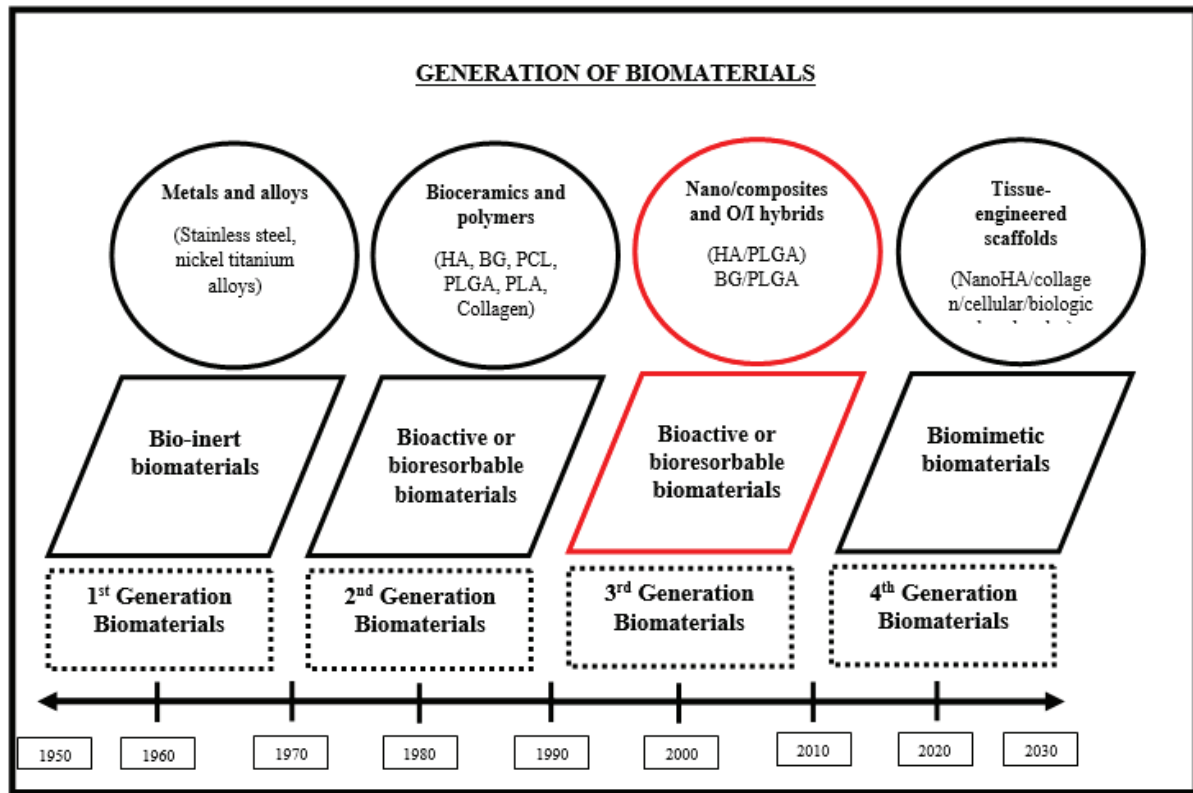 GENERATION OF BIOMATERIALS
Metals and alloys
(Stainless steel,
nickel titanium
alloys)
Bioceramics and
polymers
(HA, BG, PCL,
PLGA, PLA,
Collagen)
Nano/composites
and O/I hybrids
(HA/PLGA)
BG/PLGA
Tissue-
engineered
scaffolds
(NanoHA/collage
n/cellular/biologic
Bio-inert
biomaterials
Bioactive or
bioresorbable
biomaterials
Bioactive or
bioresorbable
biomaterials
Biomimetic
biomaterials
1st Generation
Biomaterials
2nd Generation
Biomaterials
3rd Generation
Biomaterials
4th Generation
Biomaterials
1950
1960
1970
1980
1990
2000
2010
2020
2030